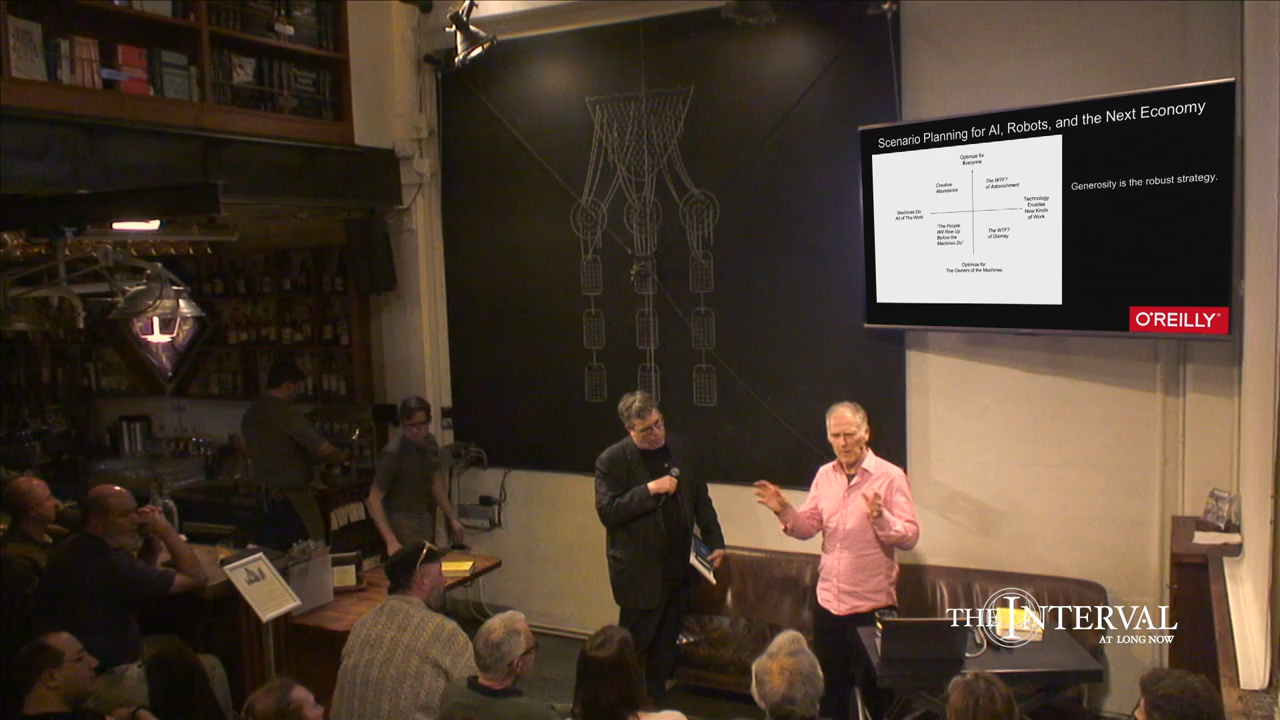 Scenario Planning for AI, Robots, and the Next Economy
Optimize for
Everyone
Creative
Abundance
The WTF?
of Astonishment
Generosity is the robust strategy.
Machines Do
All of The Work
Technology
Enables
New Kinds
of Work
"The People
Will Rise Up
Before the
Machines Do"
The WTF?
of Dismay
Optimize for
The Owners of the Machines
O'REILLY®
THE INTERVAL
AT LONG NOW